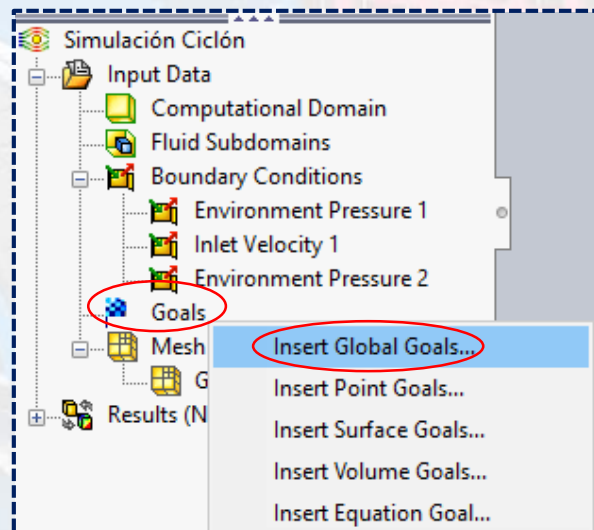 Simulación Ciclón
Input Data
Computational Domain
Fluid Subdomains
Boundary Conditions
Environment Pressure 1
Inlet Velocity 1
Environment Pressure 2
Goals
Mesh
G
Results (N
Insert Global Goals...
Insert Point Goals...
Insert Surface Goals...
Insert Volume Goals...
Insert Equation Goal...